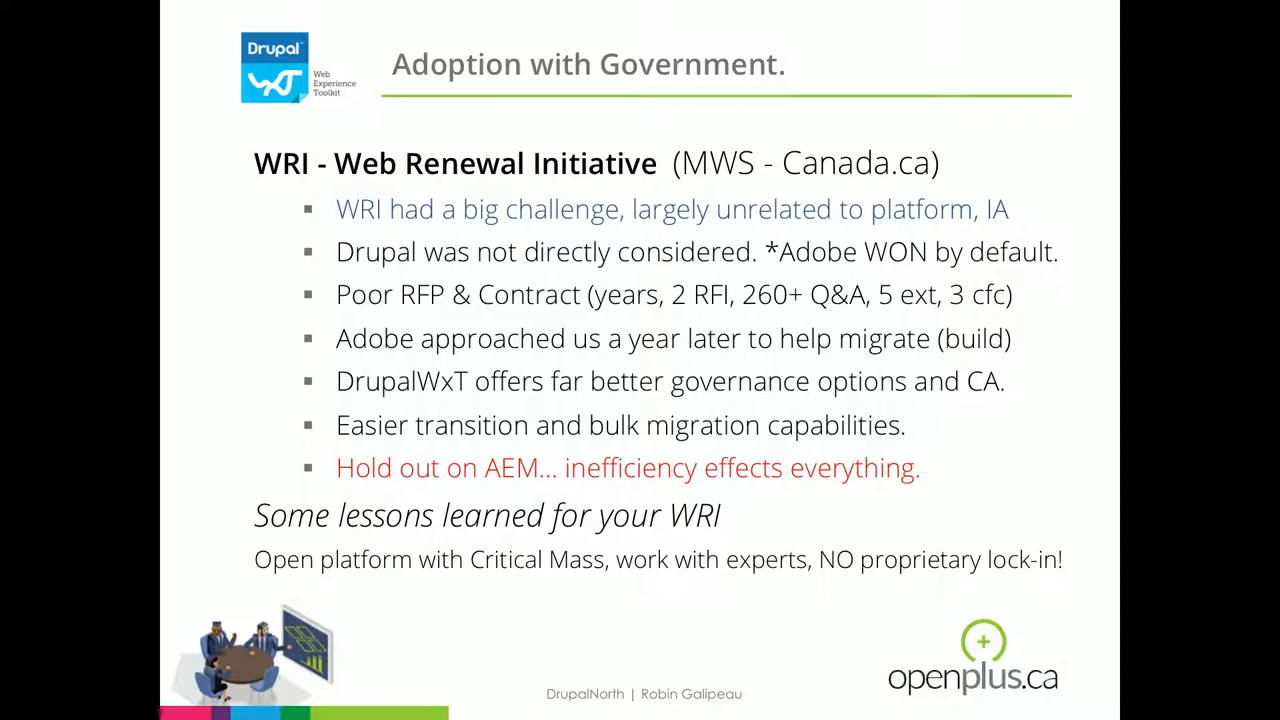 Drupal™
WxT
Web
Experience
Toolkit
Adoption with Government.
WRI - Web Renewal Initiative (MWS - Canada.ca)
▪ WRI had a big challenge, largely unrelated to platform, IA
▪ Drupal was not directly considered. *Adobe WON by default.
▪ Poor RFP & Contract (years, 2 RFI, 260+ Q&A, 5 ext, 3 cfc)
▪ Adobe approached us a year later to help migrate (build)
▪ DrupalWxT offers far better governance options and CA.
▪ Easier transition and bulk migration capabilities.
▪ Hold out on AEM... inefficiency effects everything.
Some lessons learned for your WRI
Open platform with Critical Mass, work with experts, NO proprietary lock-in!
openplus.ca
DrupalNorth | Robin Galipeau